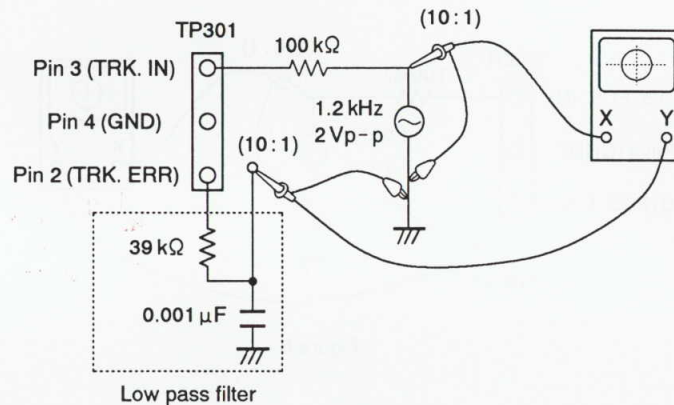 TP301
(10 : 1)
100 kΩ
Pin 3 (TRK. IN)
1.2 kHz
2 Vp-p
X
Y
Pin 4 (GND)
(10 : 1)
Pin 2 (TRK. ERR)
39 kΩ
0.001 µF
Low pass filter